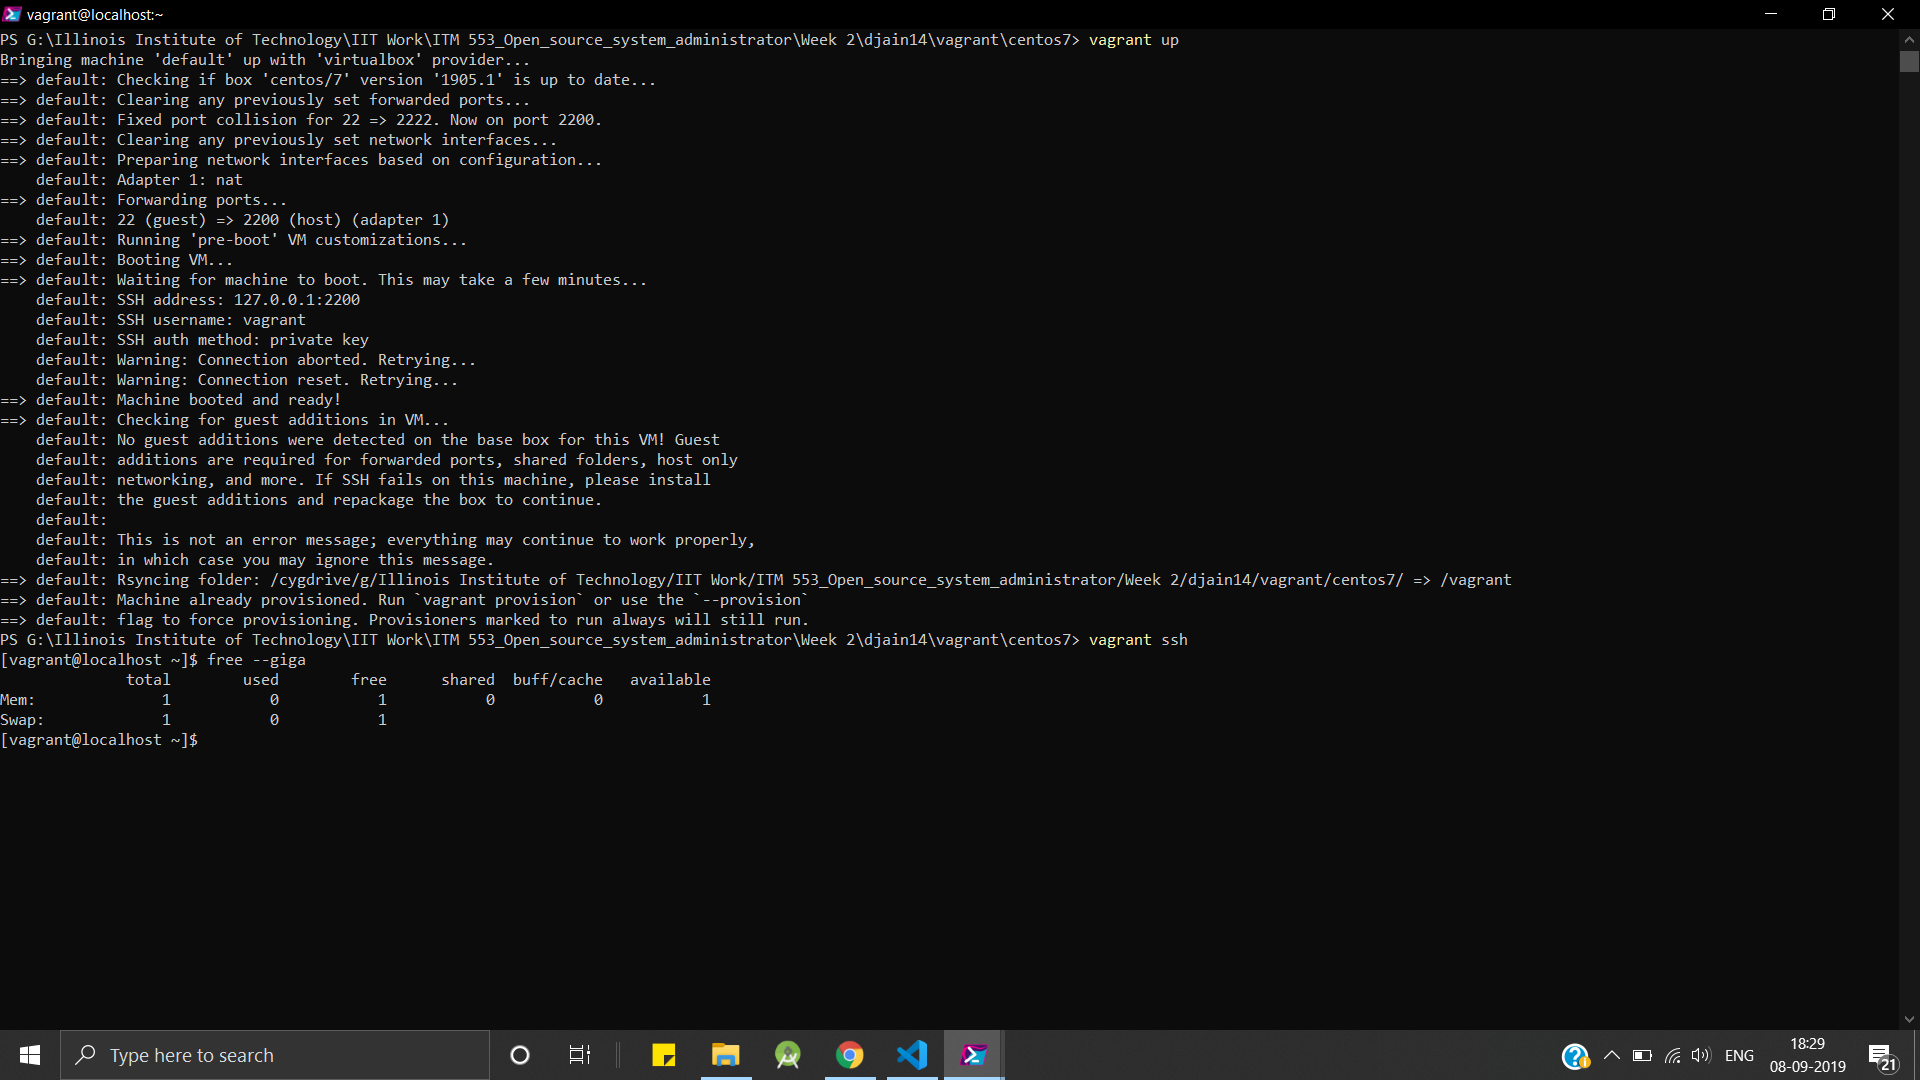 vagrant@localhost:~
PS G:\Illinois Institute of Technology\IIT Work\ITM 553_Open_source_system_administrator\Week 2\djain14\vagrant\centos7> vagrant up
Bringing machine 'default' up with 'virtualbox' provider...
==> default: Checking if box 'centos/7' version '1905.1' is up to date...
==> default: Clearing any previously set forwarded ports...
==> default: Fixed port collision for 22 => 2222. Now on port 2200.
==> default: Clearing any previously set network interfaces...
==> default: Preparing network interfaces based on configuration...
    default: Adapter 1: nat
==> default: Forwarding ports...
    default: 22 (guest) => 2200 (host) (adapter 1)
==> default: Running 'pre-boot' VM customizations...
==> default: Booting VM...
==> default: Waiting for machine to boot. This may take a few minutes...
    default: SSH address: 127.0.0.1:2200
    default: SSH username: vagrant
    default: SSH auth method: private key
    default: Warning: Connection aborted. Retrying...
    default: Warning: Connection reset. Retrying...
==> default: Machine booted and ready!
==> default: Checking for guest additions in VM...
    default: No guest additions were detected on the base box for this VM! Guest
    default: additions are required for forwarded ports, shared folders, host only
    default: networking, and more. If SSH fails on this machine, please install
    default: the guest additions and repackage the box to continue.
    default:
    default: This is not an error message; everything may continue to work properly,
    default: in which case you may ignore this message.
==> default: Rsyncing folder: /cygdrive/g/Illinois Institute of Technology/IIT Work/ITM 553_Open_source_system_administrator/Week 2/djain14/vagrant/centos7/ => /vagrant
==> default: Machine already provisioned. Run `vagrant provision` or use the `--provision`
==> default: flag to force provisioning. Provisioners marked to run always will still run.
PS G:\Illinois Institute of Technology\IIT Work\ITM 553_Open_source_system_administrator\Week 2\djain14\vagrant\centos7> vagrant ssh
[vagrant@localhost ~]$ free --giga
              total        used        free      shared  buff/cache   available
Mem:              1           0           1           0           0           1
Swap:             1           0           1
[vagrant@localhost ~]$
Type here to search
ENG
18:29
08-09-2019
21